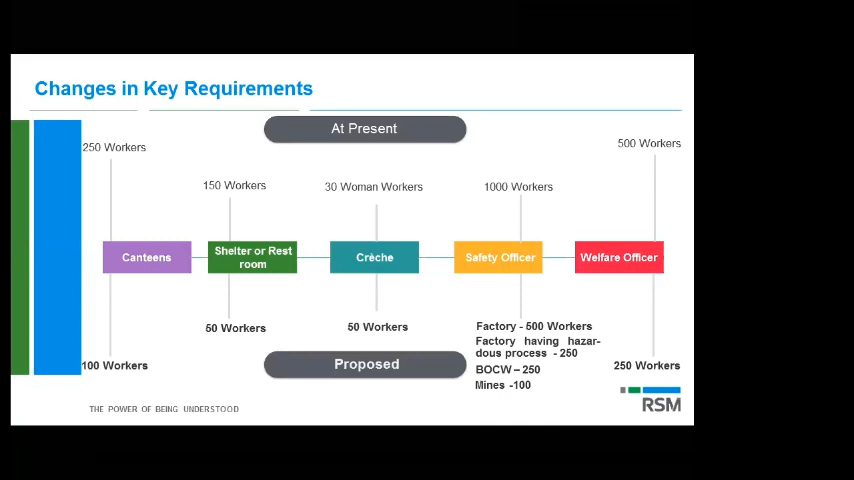 Changes in Key Requirements
At Present
250 Workers
500 Workers
150 Workers
30 Woman Workers
1000 Workers
Canteens
Shelter or Rest
room
Crèche
Safety Officer
Welfare Officer
50 Workers
50 Workers
Factory - 500 Workers
Factory having hazar-
dous process - 250
BOCW – 250
Mines -100
100 Workers
Proposed
250 Workers
THE POWER OF BEING UNDERSTOOD
RSM